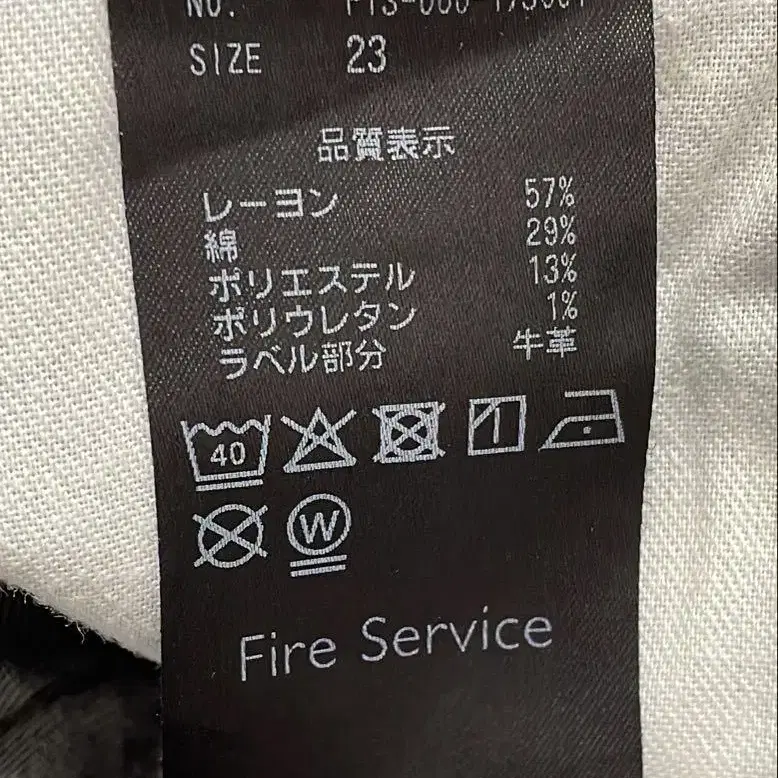 NO.
SIZE 23
品質表示
レーヨン 57%
綿 29%
ポリエステル 13%
ポリウレタン 1%
ラベル部分 牛革
40
W
Fire Service